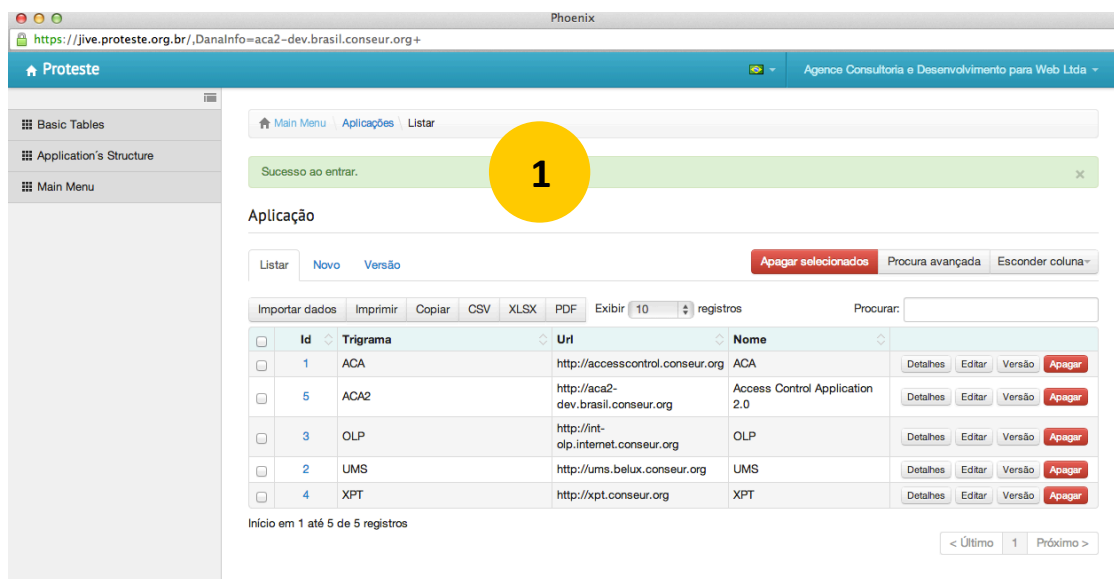 Phoenix
https://jive.proteste.org.br/,DanaInfo=aca2-dev.brasil.conseur.org+
Proteste
Agence Consultoria e Desenvolvimento para Web Ltda
Basic Tables
Application´s Structure
Main Menu
Main Menu \ Aplicações \ Listar
Sucesso ao entrar.
1
×
Aplicação
Listar Novo Versão
Apagar selecionados Procura avançada Esconder coluna
Importar dados Imprimir Copiar CSV XLSX PDF Exibir 10 registros Procurar:
Id Trigrama Url Nome
1 ACA http://accesscontrol.conseur.org ACA Detalhes Editar Versão Apagar
5 ACA2 http://aca2-
dev.brasil.conseur.org Access Control Application
2.0 Detalhes Editar Versão Apagar
3 OLP http://int-
olp.internet.conseur.org OLP Detalhes Editar Versão Apagar
2 UMS http://ums.belux.conseur.org UMS Detalhes Editar Versão Apagar
4 XPT http://xpt.conseur.org XPT Detalhes Editar Versão Apagar
Início em 1 até 5 de 5 registros
< Último 1 Próximo >